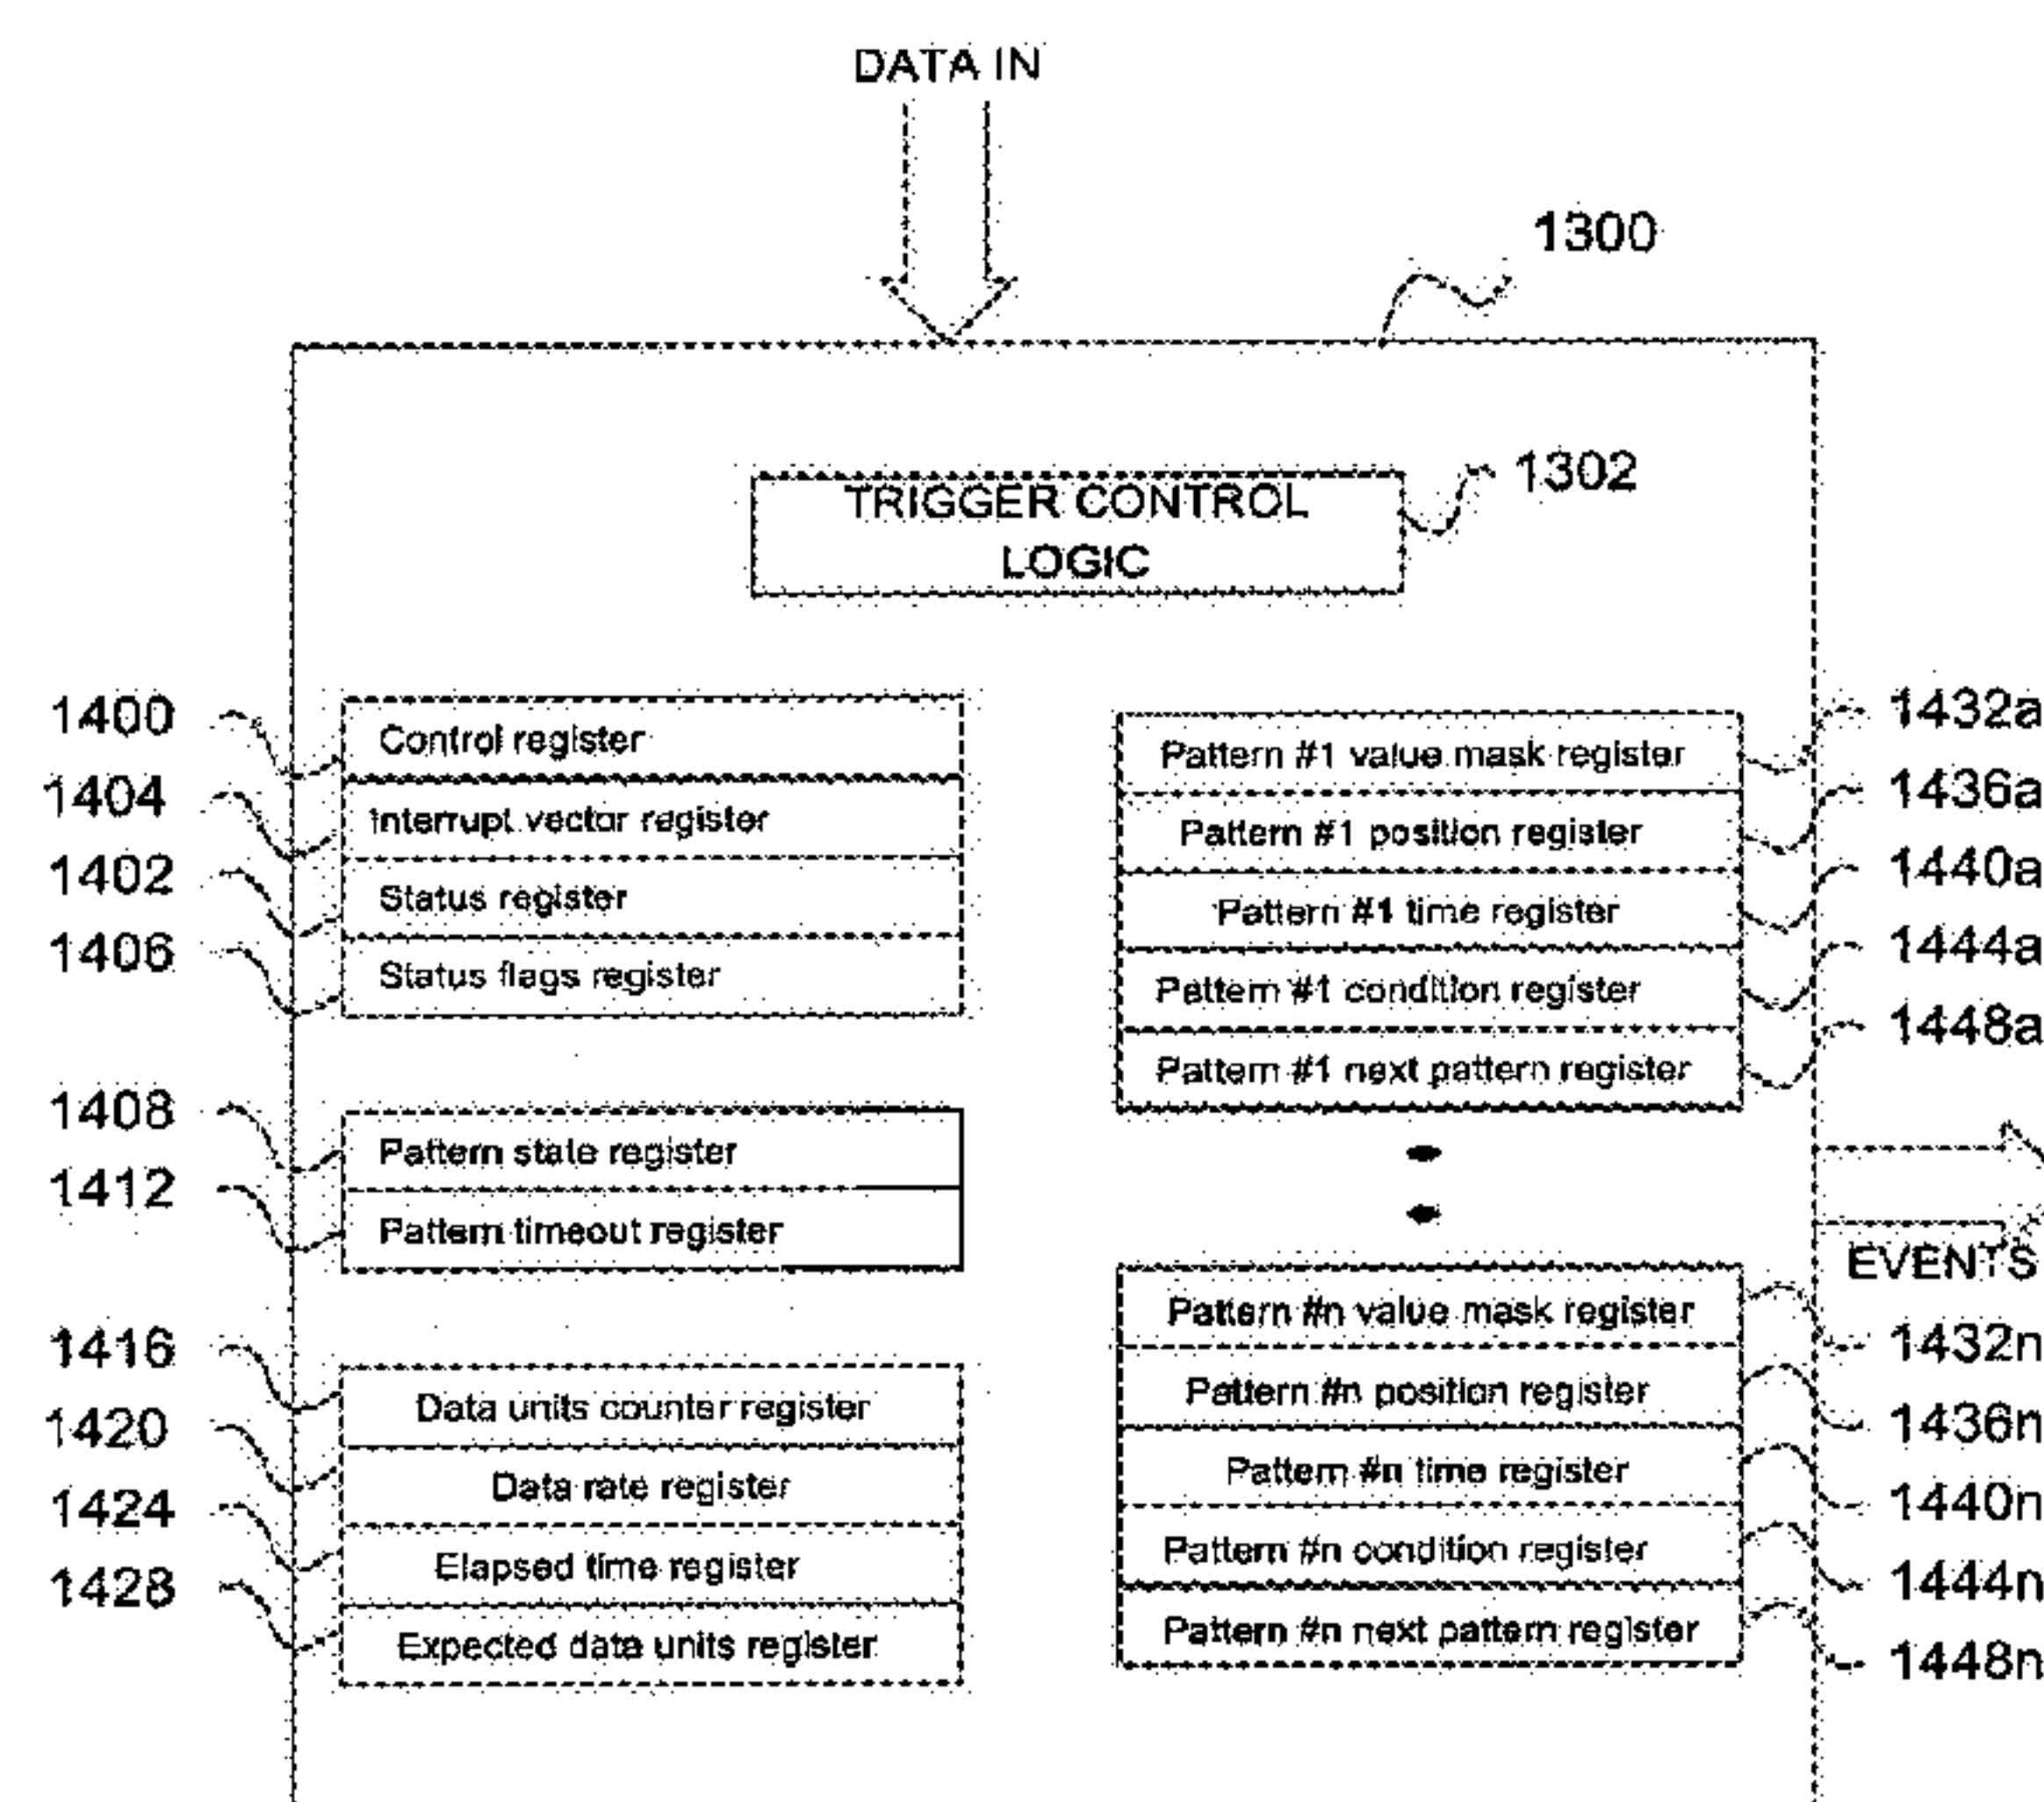 DATA IN
1300
TRIGGER CONTROL
LOGIC
1302
1400
Control register
1404
Interrupt vector register
1402
Status register
1406
Status flags register
1408
Pattern state register
1412
Pattern timeout register
1416
Data units counter register
1420
Data rate register
1424
Elapsed time register
1428
Expected data units register
Pattern #1 value mask register
1432a
Pattern #1 position register
1436a
Pattern #1 time register
1440a
Pattern #1 condition register
1444a
Pattern #1 next pattern register
1448a
EVENTS
Pattern #n value mask register
1432n
Pattern #n position register
1436n
Pattern #n time register
1440n
Pattern #n condition register
1444n
Pattern #n next pattern register
1448n